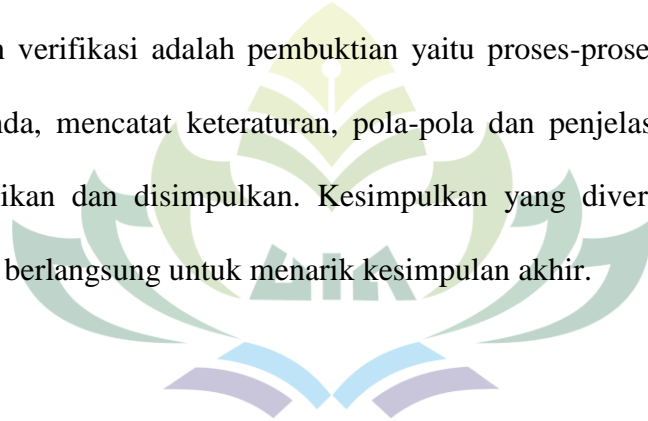 n verifikasi adalah pembuktian yaitu proses-prose
nda, mencatat keteraturan, pola-pola dan penjelas
ikan dan disimpulkan. Kesimpulkan yang diver
berlangsung untuk menarik kesimpulan akhir.
UIN